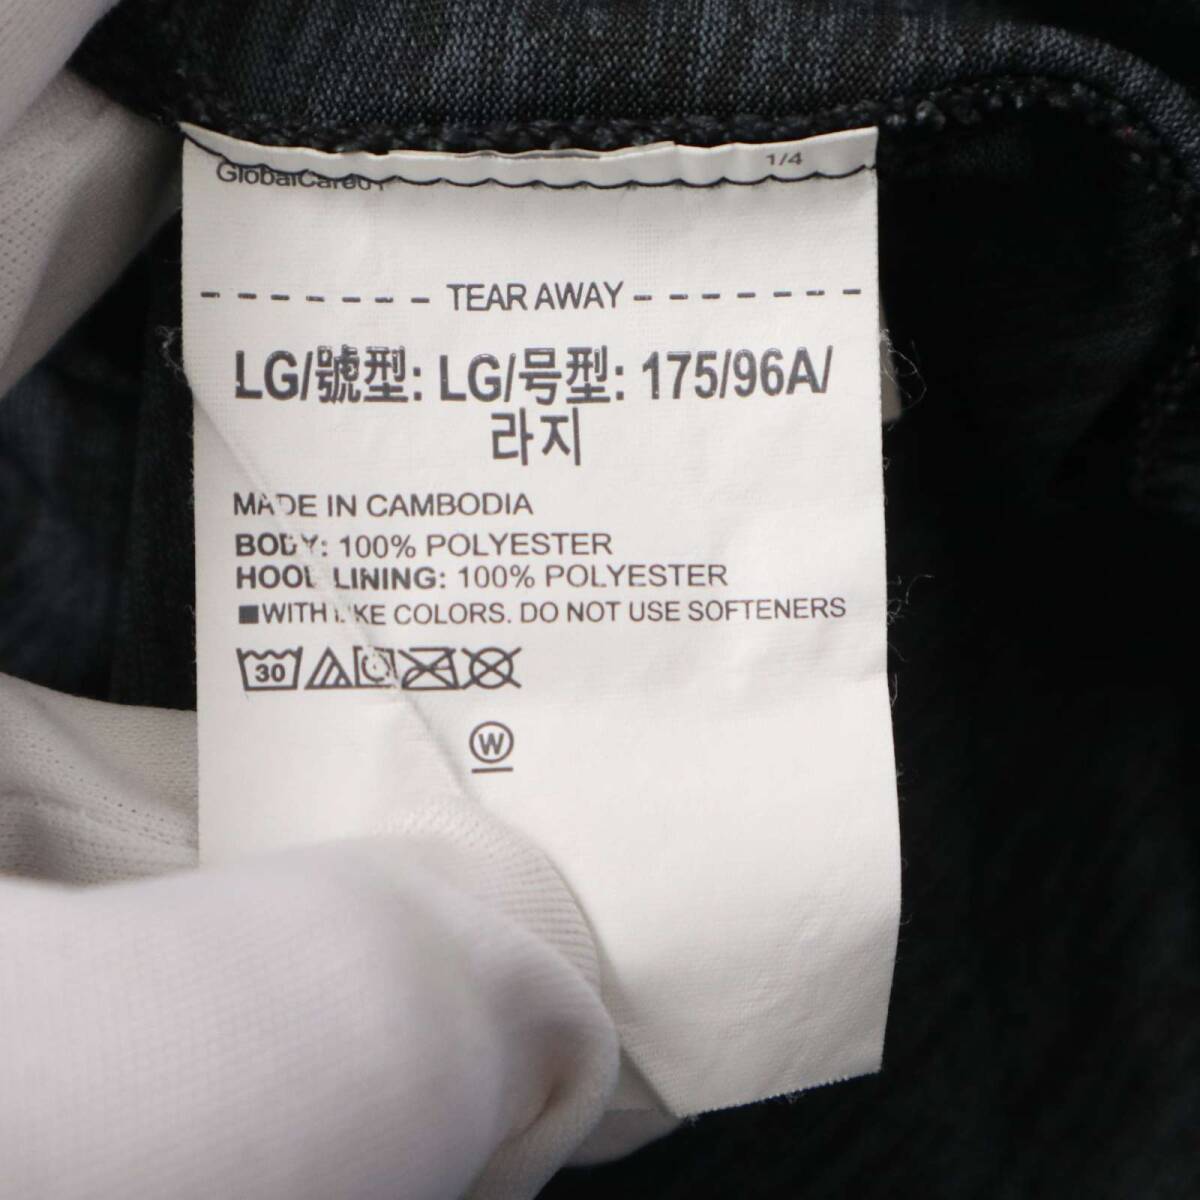 1/4
- - - - - - - - TEAR AWAY - - - - - - - -
LG/號型: LG/号型: 175/96A/
라지
MADE IN CAMBODIA
BODY: 100% POLYESTER
HOOD LINING: 100% POLYESTER
■WITH LIKE COLORS. DO NOT USE SOFTENERS
30
W